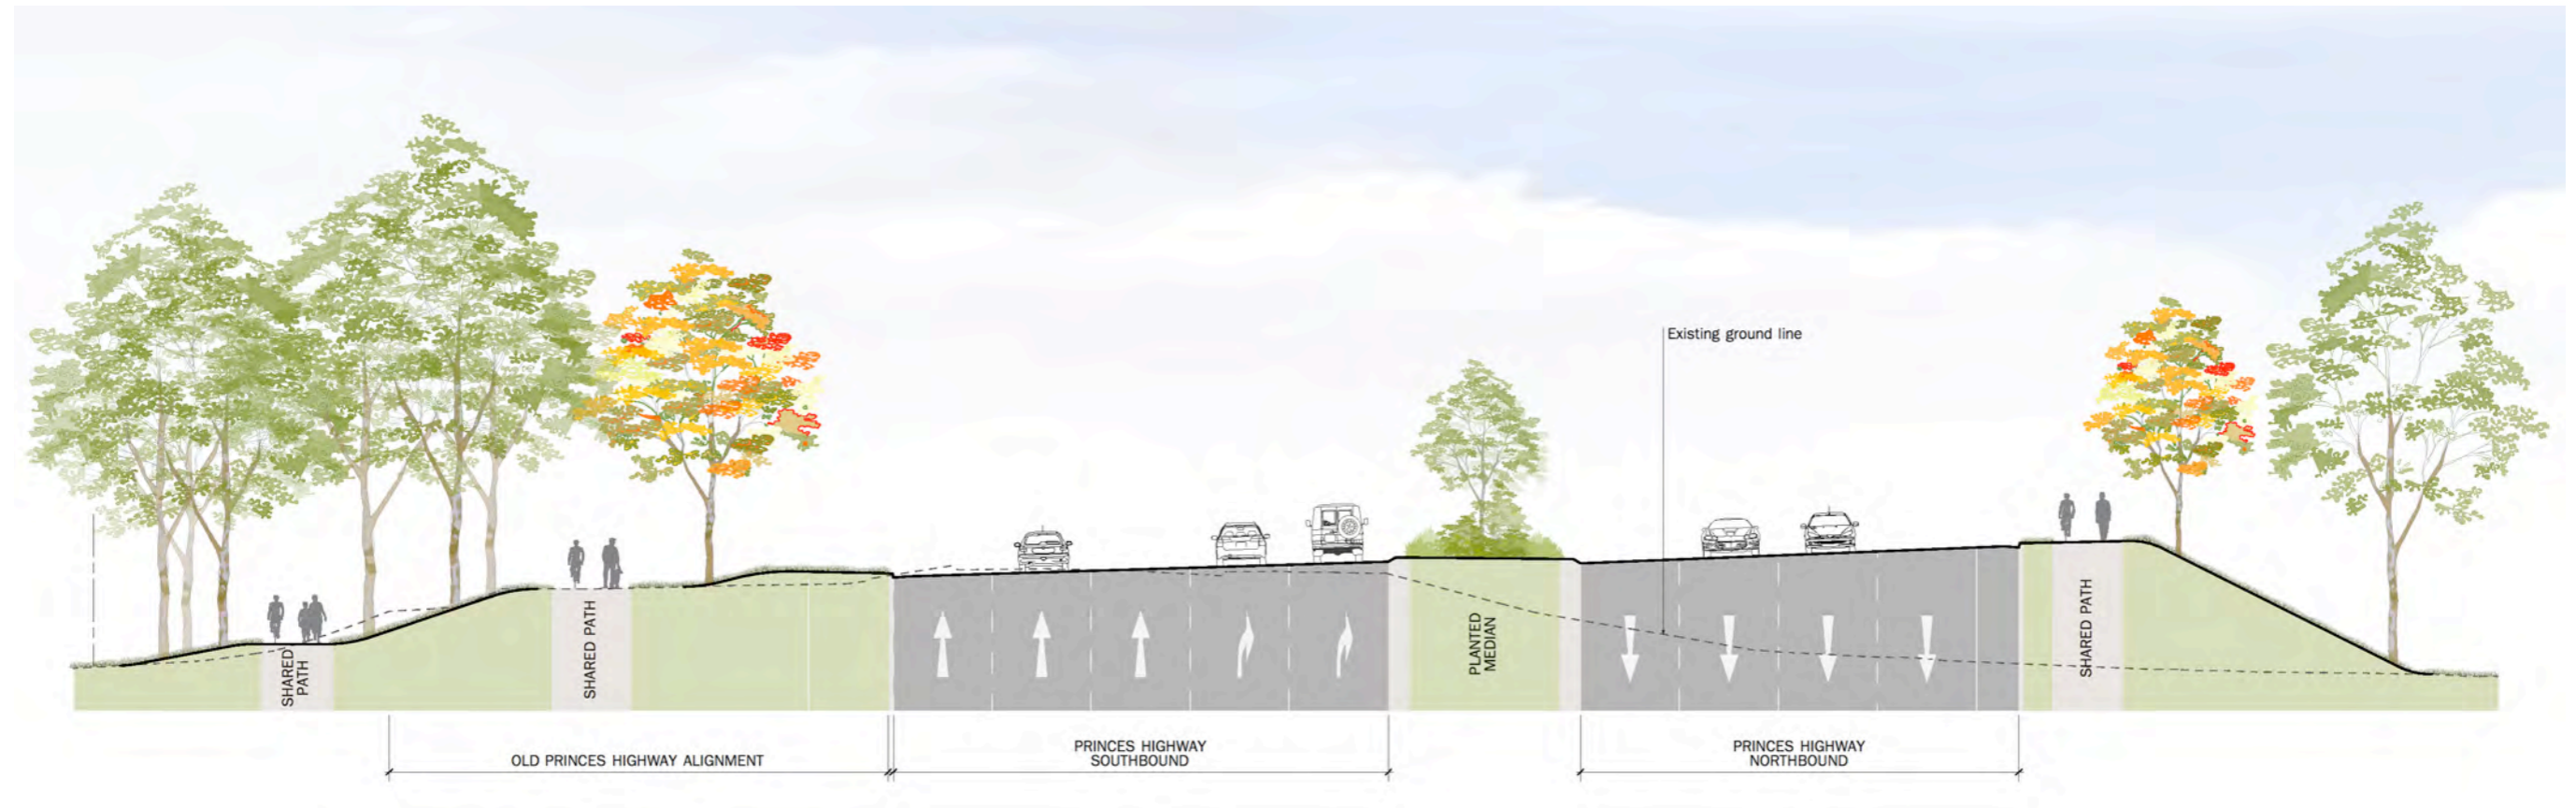 Existing ground line
SHARED
PATH
SHARED PATH
PLANTED
MEDIAN
SHARED PATH
OLD PRINCES HIGHWAY ALIGNMENT
PRINCES HIGHWAY
SOUTHBOUND
PRINCES HIGHWAY
NORTHBOUND